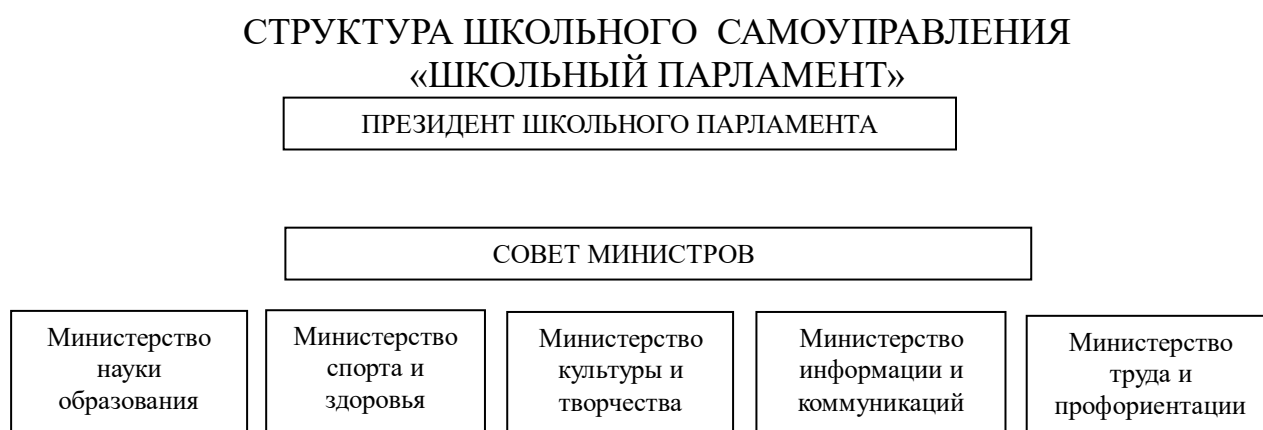 СТРУКТУРА ШКОЛЬНОГО САМОУПРАВЛЕНИЯ
«ШКОЛЬНЫЙ ПАРЛАМЕНТ»
ПРЕЗИДЕНТ ШКОЛЬНОГО ПАРЛАМЕНТА
СОВЕТ МИНИСТРОВ
Министерство
науки
образования
Министерство
спорта и
здоровья
Министерство
культуры и
творчества
Министерство
информации и
коммуникаций
Министерство
труда и
профориентации